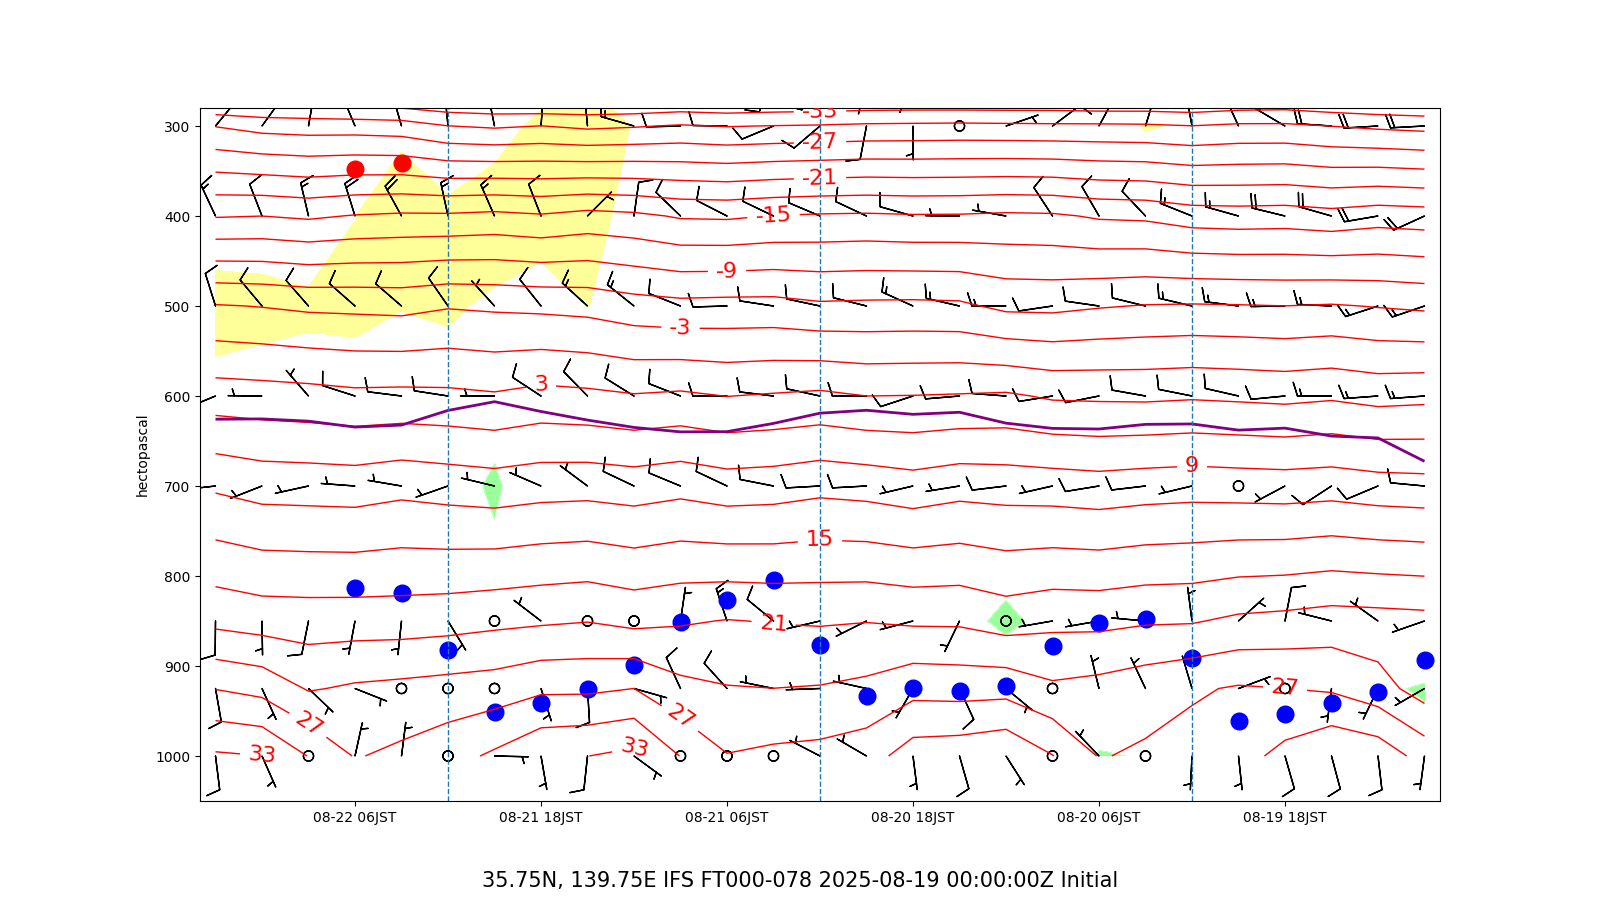 -33
300
-27
-21
400
-15
-9
500
-3
3
600
hectopascal
9
700
15
800
21
900
27
27
27
33
33
1000
08-22 06JST
08-21 18JST
08-21 06JST
08-20 18JST
08-20 06JST
08-19 18JST
35.75N, 139.75E IFS FT000-078 2025-08-19 00:00:00Z Initial